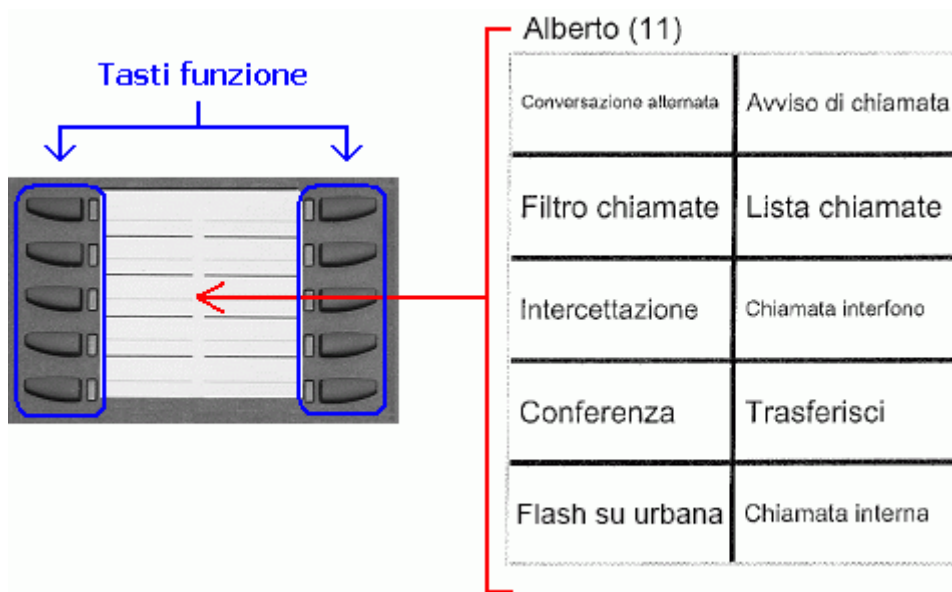 Alberto (11)
Tasti funzione
Conversazione alternata Avviso di chiamata
Filtro chiamate Lista chiamate
Intercettazione Chiamata interfono
Conferenza Trasferisci
Flash su urbana Chiamata interna